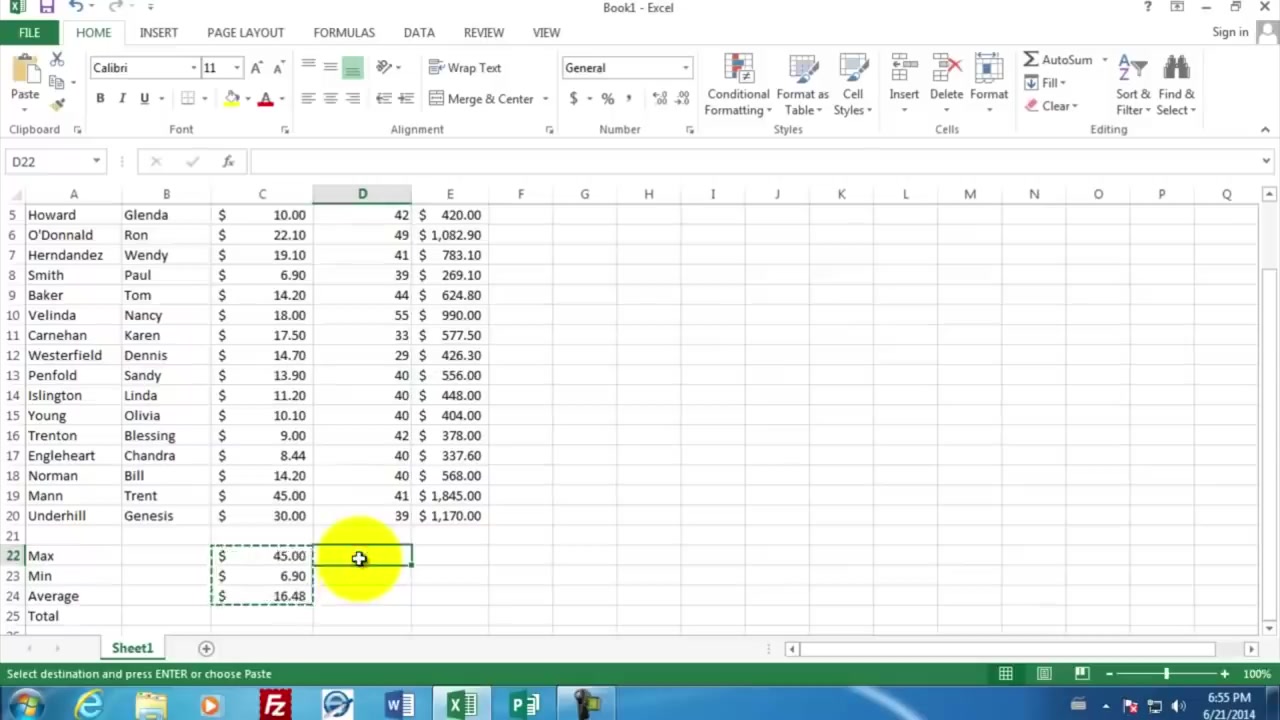 Book1 - Excel
?
FILE HOME INSERT PAGE LAYOUT FORMULAS DATA REVIEW VIEW Sign in
Calibri 11 Wrap Text General AutoSum
Fill
Paste B I U Merge & Center $ % , Conditional Formatting Format as Table Cell Styles Insert Delete Format Clear Sort & Filter Find & Select
Clipboard Font Alignment Number Styles Cells Editing
D22 fx
A B C D E F G H I J K L M N O P Q
5 Howard Glenda $ 10.00 42 $ 420.00
6 O'Donnald Ron $ 22.10 49 $ 1,082.90
7 Herndandez Wendy $ 19.10 41 $ 783.10
8 Smith Paul $ 6.90 39 $ 269.10
9 Baker Tom $ 14.20 44 $ 624.80
10 Velinda Nancy $ 18.00 55 $ 990.00
11 Carnehan Karen $ 17.50 33 $ 577.50
12 Westerfield Dennis $ 14.70 29 $ 426.30
13 Penfold Sandy $ 13.90 40 $ 556.00
14 Islington Linda $ 11.20 40 $ 448.00
15 Young Olivia $ 10.10 40 $ 404.00
16 Trenton Blessing $ 9.00 42 $ 378.00
17 Engleheart Chandra $ 8.44 40 $ 337.60
18 Norman Bill $ 14.20 40 $ 568.00
19 Mann Trent $ 45.00 41 $ 1,845.00
20 Underhill Genesis $ 30.00 39 $ 1,170.00
21
22 Max $ 45.00
23 Min $ 6.90
24 Average $ 16.48
25 Total
Sheet1
Select destination and press ENTER or choose Paste 100%
6:55 PM
6/21/2014